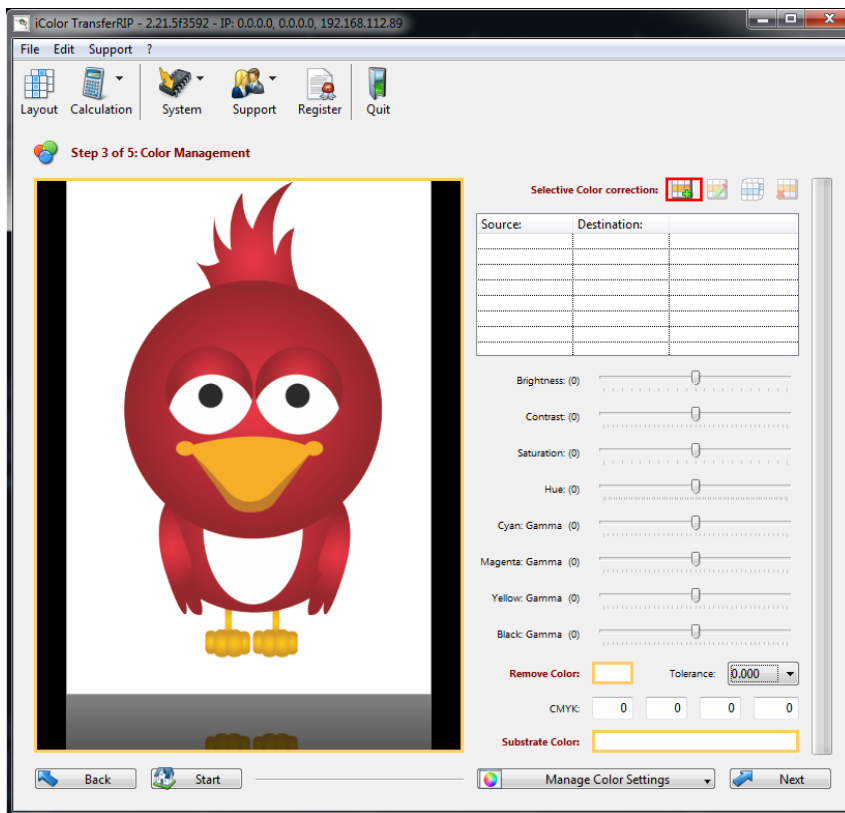 iColor TransferRIP - 2.21.5f3592 - IP: 0.0.0.0, 0.0.0.0, 192.168.112.89
File Edit Support ?
Layout Calculation System Support Register Quit
Step 3 of 5: Color Management
Selective Color correction:
Source: Destination:
Brightness: (0)
Contrast: (0)
Saturation: (0)
Hue: (0)
Cyan: Gamma (0)
Magenta: Gamma (0)
Yellow: Gamma (0)
Black: Gamma (0)
Remove Color: Tolerance: 0.000
CMYK: 0 0 0 0
Substrate Color:
Back Start Manage Color Settings Next